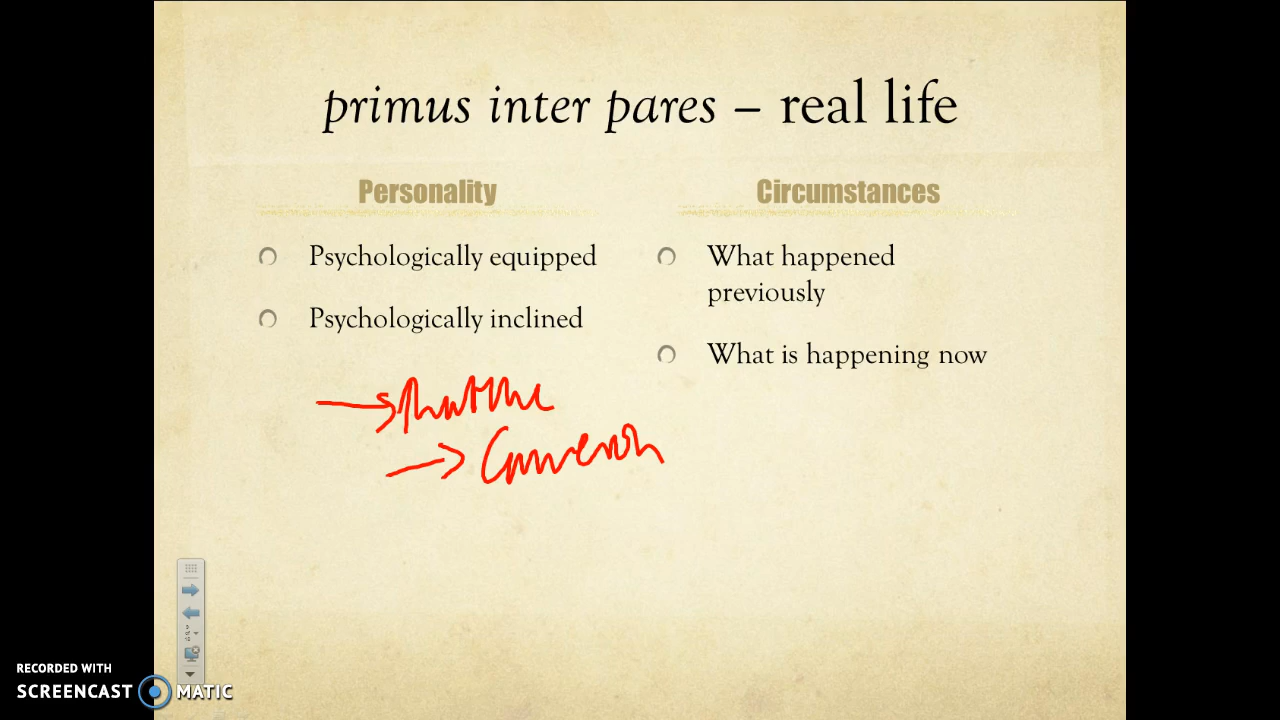 primus inter pares – real life
Personality
Psychologically equipped
Psychologically inclined
Cameron
Circumstances
What happened
previously
What is happening now
RECORDED WITH
SCREENCAST MATIC